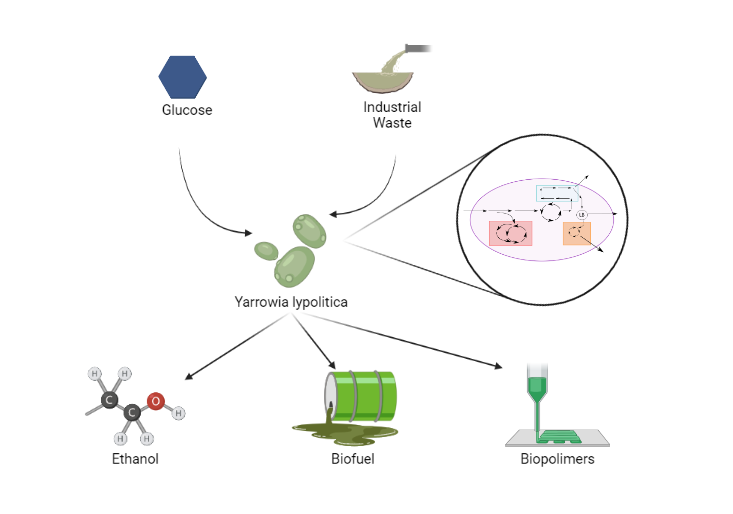 Glucose
Industrial
Waste
LB
Yarrowia lypolitica
H
H
C
O
C
H
H
H
Ethanol
Biofuel
Biopolimers